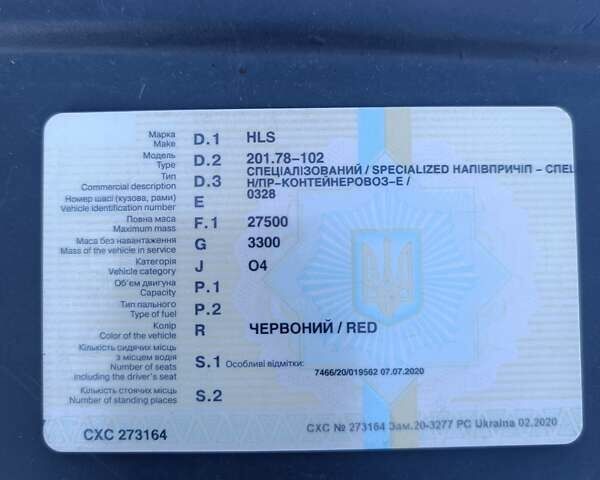 Марка
Make D.1 HLS
Модель
Type D.2 201.78–102
Тип
Commercial description D.3 СПЕЦІАЛІЗОВАНИЙ / SPECIALIZED НАПІВПРИЧІП – СПЕЦ
Н/ПР–КОНТЕЙНЕРОВОЗ–Е /
Номер шасі (кузова, рами)
Vehicle identification number E 0328
Повна маса
Maximum mass F.1 27500
Маса без навантаження
Mass of the vehicle in service G 3300
Категорія
Vehicle category J O4
Об'єм двигуна
Capacity P.1
Тип пального
Type of fuel P.2
Колір
Color of the vehicle R ЧЕРВОНИЙ / RED
Кількість сидячих місць
з місцем водія
Number of seats
including the driver's seat S.1 Особливі відмітки:
7466/20/019562 07.07.2020
Кількість стоячих місць
Number of standing places S.2
СХС 273164
СХС № 273164 Зам.20-3277 РС Ukraina 02.2020